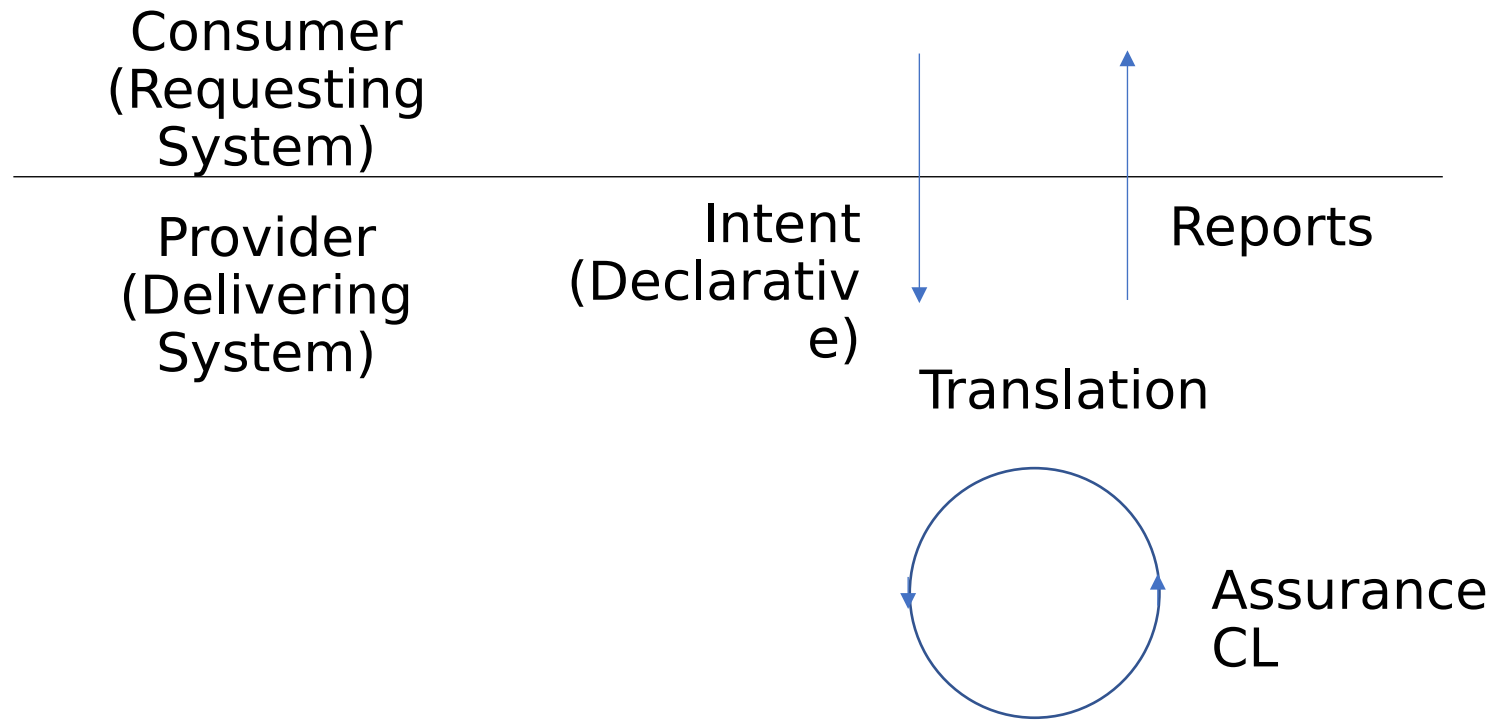 Consumer
(Requesting
System)
Provider
(Delivering
System)
Intent
(Declarativ
e)
Reports
Translation
Assurance
CL